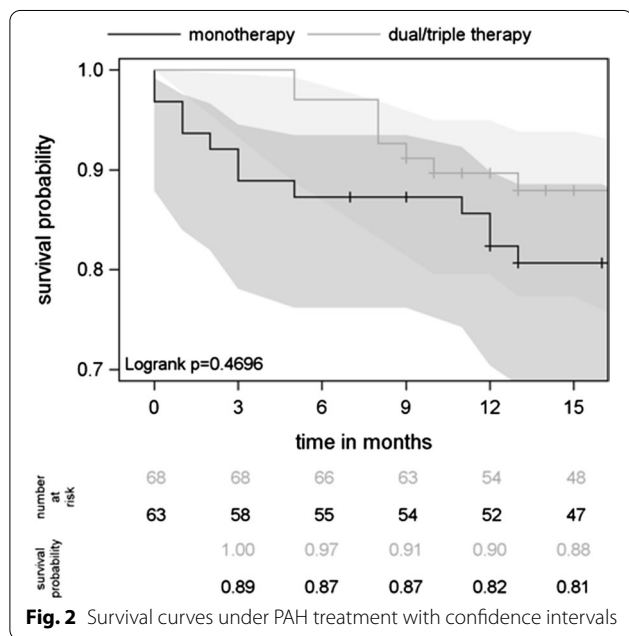 monotherapy dual/triple therapy
1.0
0.9
0.8
0.7
survival probability
Logrank p=0.4696
0 3 6 9 12 15
time in months
number at risk
68 68 66 63 54 48
63 58 55 54 52 47
survival probability
1.00 0.97 0.91 0.90 0.88
0.89 0.87 0.87 0.82 0.81
Fig. 2 Survival curves under PAH treatment with confidence intervals